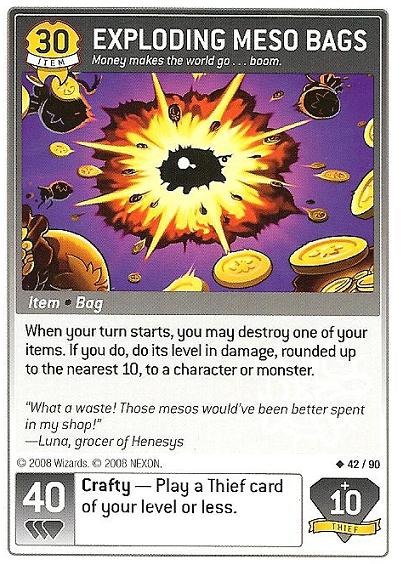 30
ITEM
EXPLODING MESO BAGS
Money makes the world go . . . boom.
Item • Bag
When your turn starts, you may destroy one of your
items. If you do, do its level in damage, rounded up
to the nearest 10, to a character or monster.
"What a waste! Those mesos would've been better spent
in my shop!"
—Luna, grocer of Henesys
© 2008 Wizards. © 2008 NEXON.
◆ 42 / 90
40
Crafty — Play a Thief card
of your level or less.
+
10
THIEF